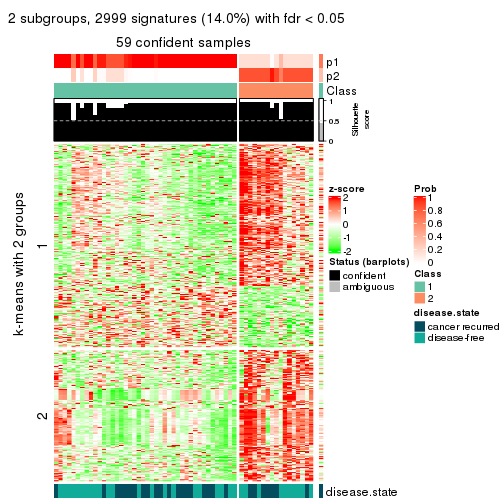 2 subgroups, 2999 signatures (14.0%) with fdr < 0.05
59 confident samples
p1
p2
Class
1
0.5
0
Silhouette
score
k-means with 2 groups
1
2
z-score
2
1
0
-1
-2
Status (barplots)
confident
ambiguous
Prob
1
0.8
0.6
0.4
0.2
0
Class
1
2
disease.state
cancer recurred
disease-free
disease.state